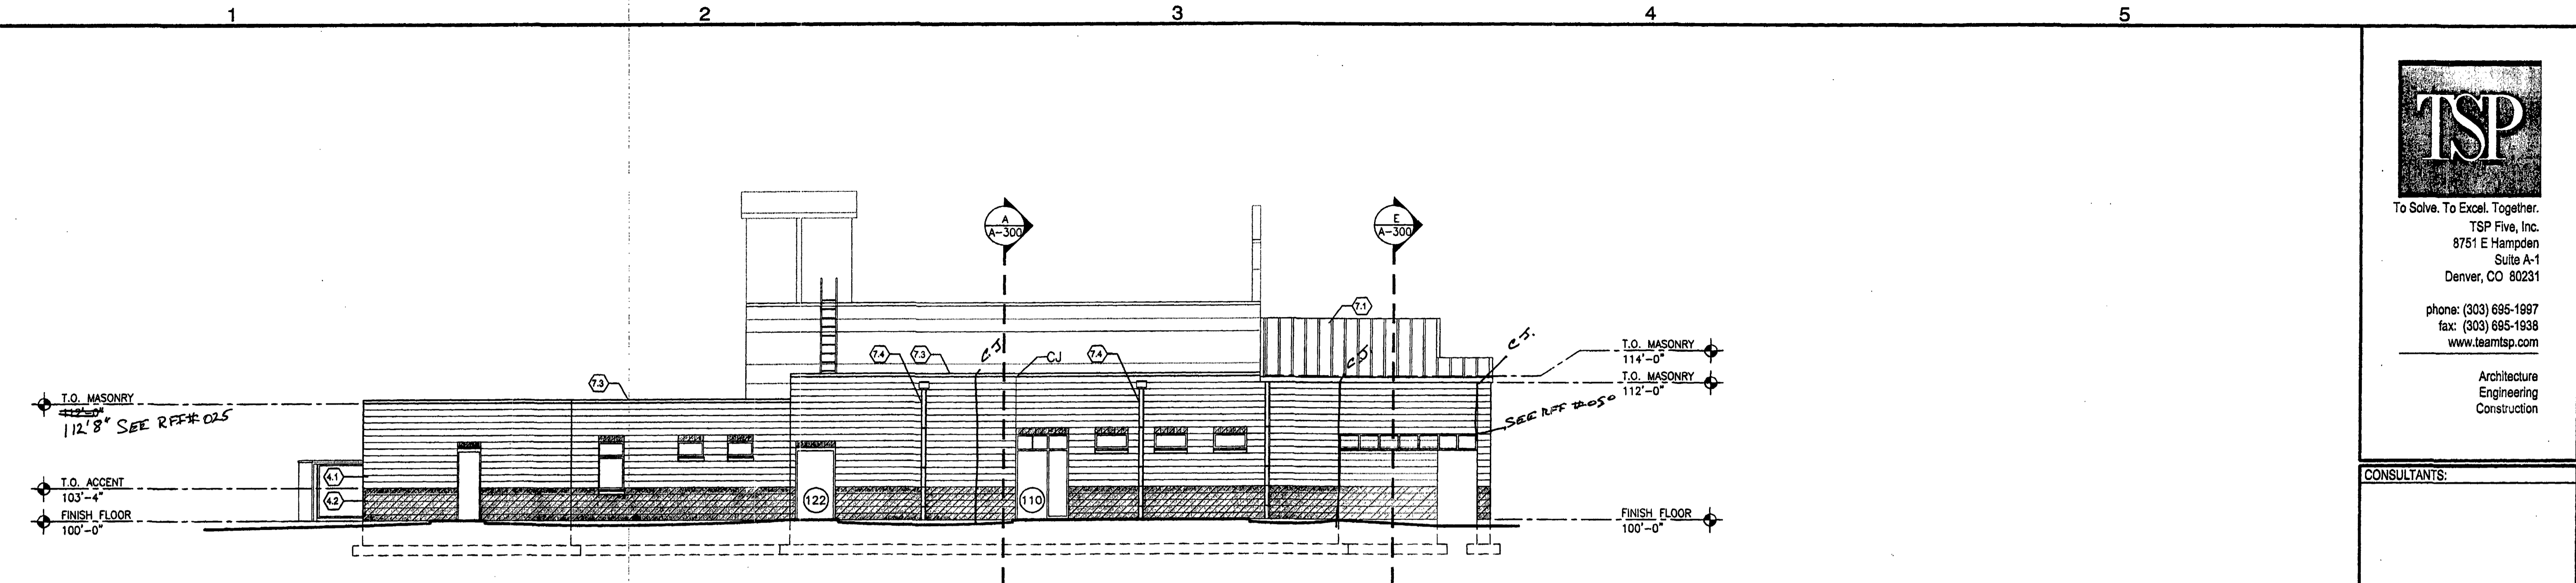 1 2 3 4 5
TSP
To Solve. To Excel. Together.
TSP Five, Inc.
8751 E Hampden
Suite A-1
Denver, CO 80231
phone: (303) 695-1997
fax: (303) 695-1938
www.teamtsp.com
Architecture
Engineering
Construction
CONSULTANTS:
A
A-300
E
A-300
7.1
7.4
7.3
C.J.
CJ
7.4
C.J.
C.J.
7.3
T.O. MASONRY
114'-0"
T.O. MASONRY
112'-0"
SEE RFI #050
T.O. MASONRY
112'-0"
112'8" SEE RFI# 025
4.1
4.2
T.O. ACCENT
103'-4"
FINISH FLOOR
100'-0"
122
110
FINISH FLOOR
100'-0"